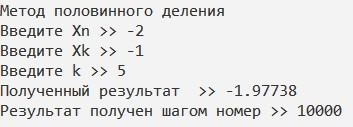 Метод половинного деления
Введите Xn >> -2
Введите Xk >> -1
Введите k >> 5
Полученный результат  >> -1.97738
Результат получен шагом номер >> 10000